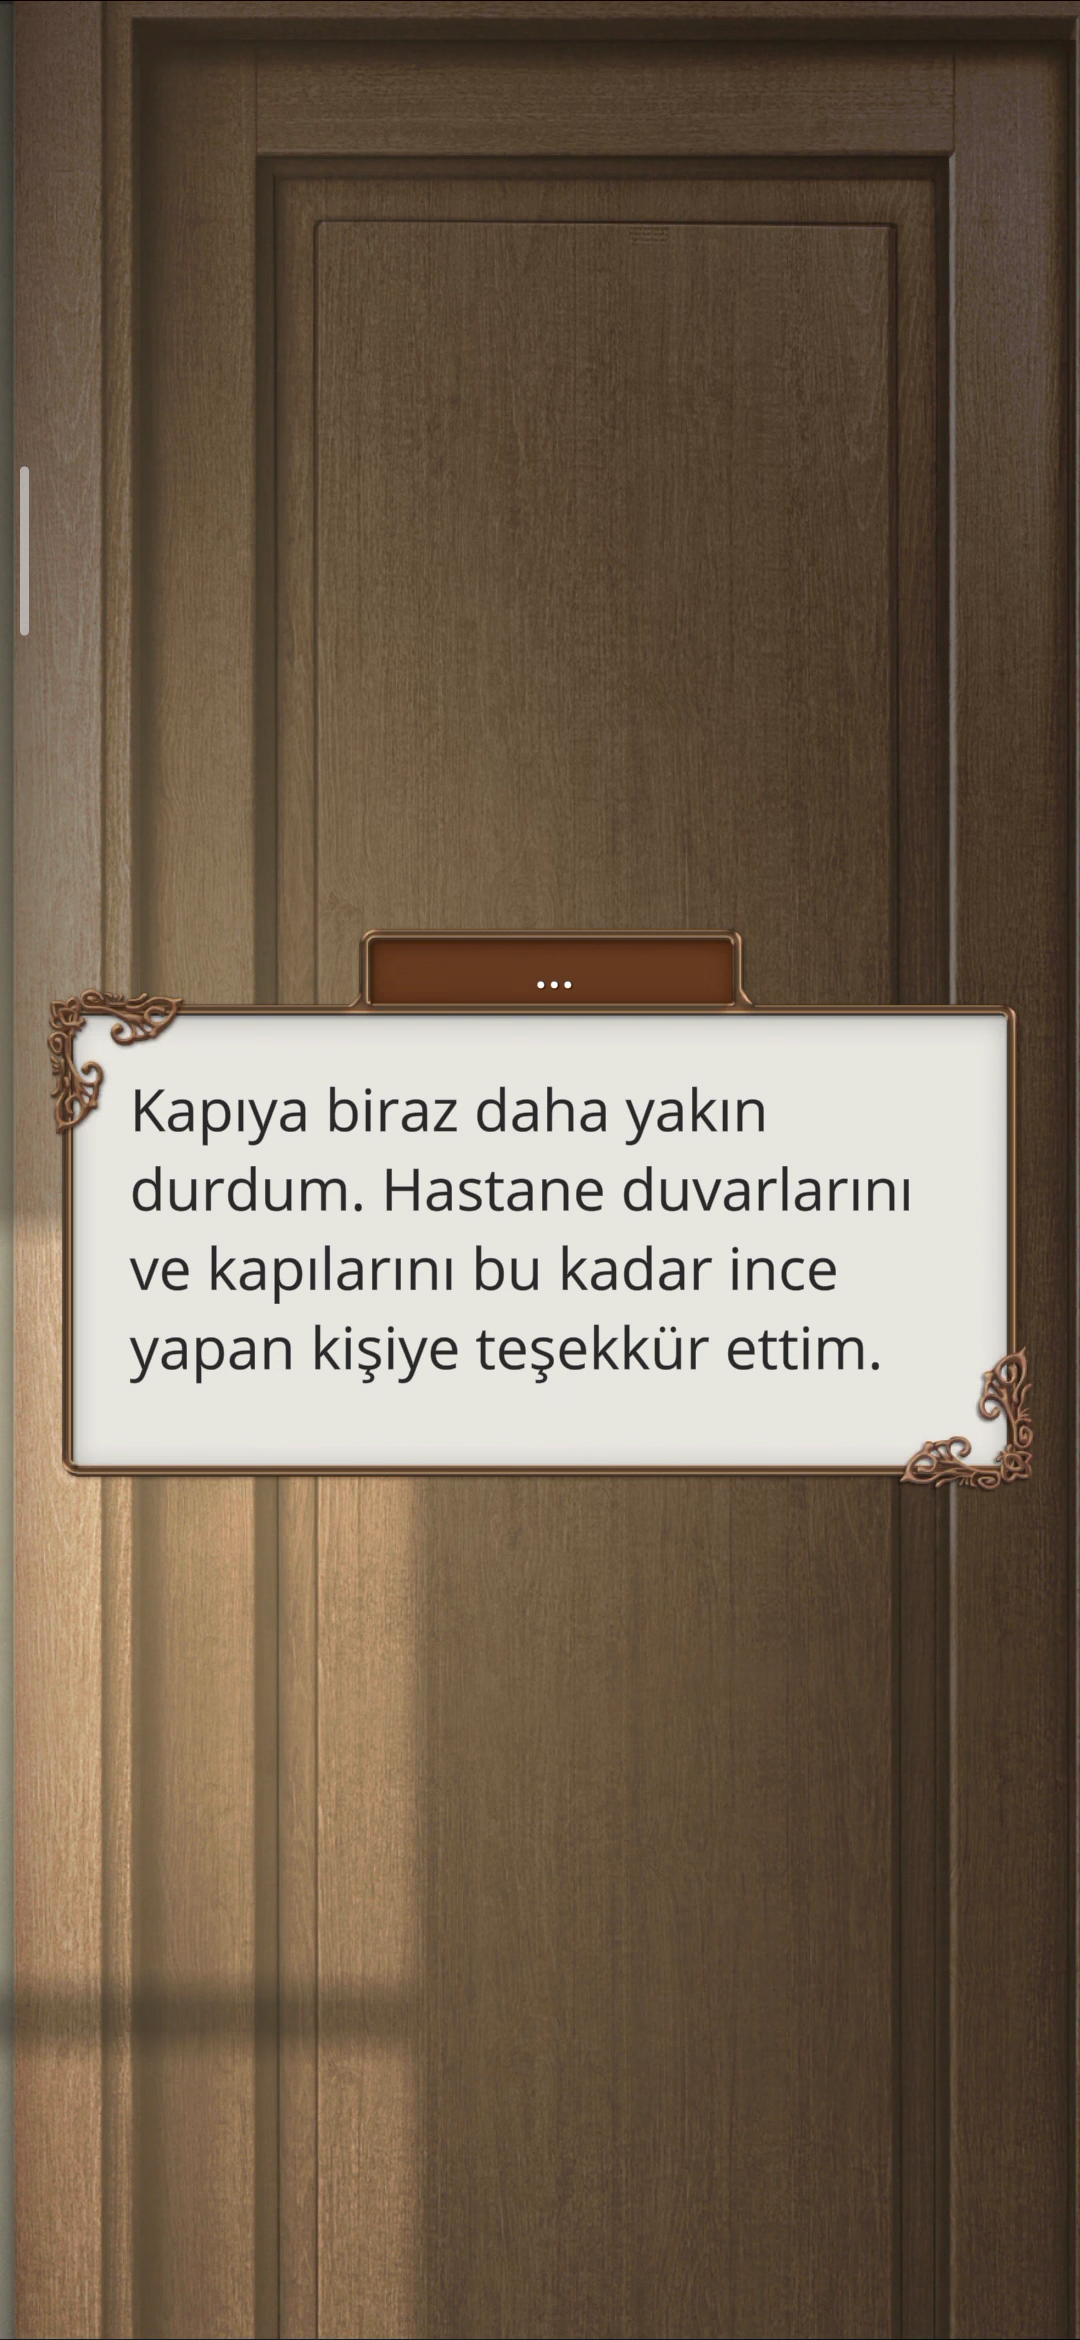 ...
Kapıya biraz daha yakın
durdum. Hastane duvarlarını
ve kapılarını bu kadar ince
yapan kişiye teşekkür ettim.